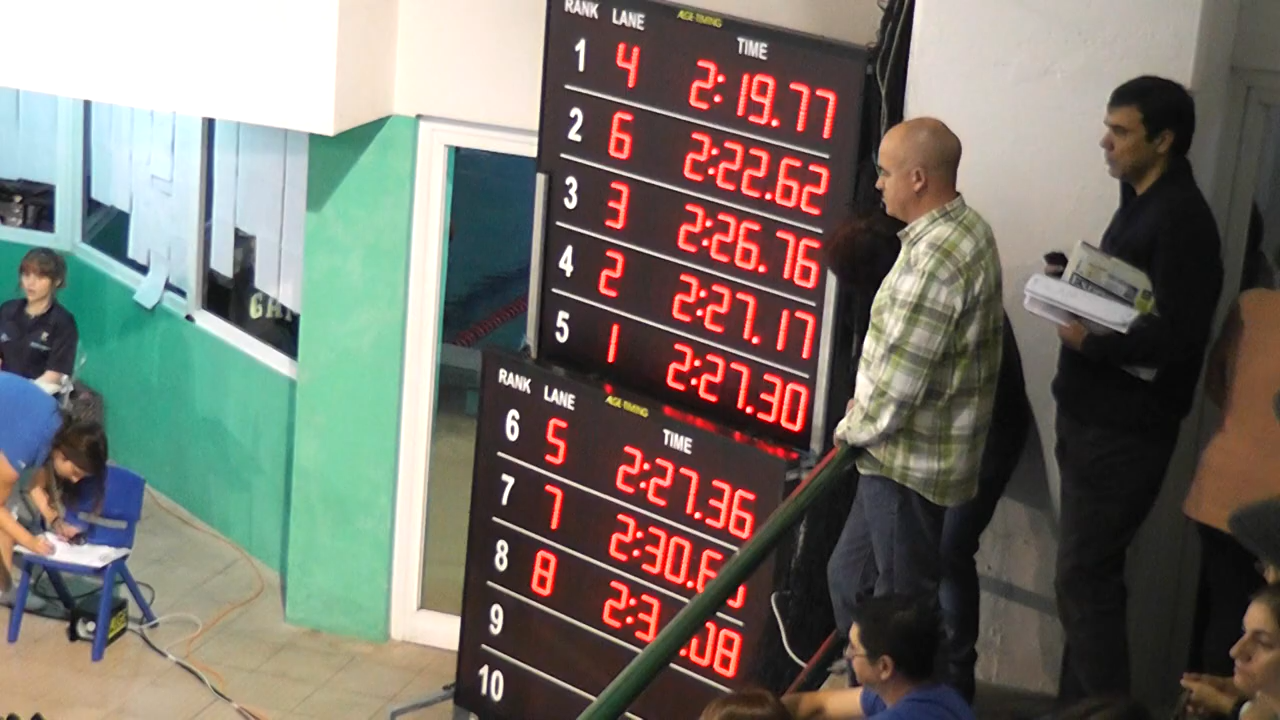 RANK LANE AGE-TIMING TIME
1 4 2:19.77
2 6 2:22.62
3 3 2:26.76
4 2 2:27.17
5 1 2:27.30
RANK LANE AGE-TIMING TIME
6 5 2:27.36
7 7
8 8
9
10